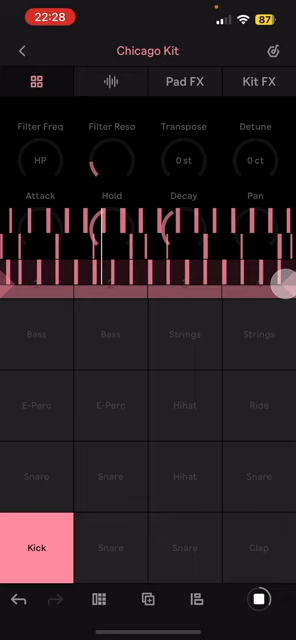 22:28
87
Chicago Kit
Pad FX
Kit FX
Filter Freq
Filter Reso
Transpose
Detune
HP
0 st
0 ct
Attack
Hold
Decay
Pan
Bass
Bass
Strings
Strings
E-Perc
E-Perc
Hihat
Ride
Snare
Snare
Hihat
Snare
Kick
Snare
Snare
Clap